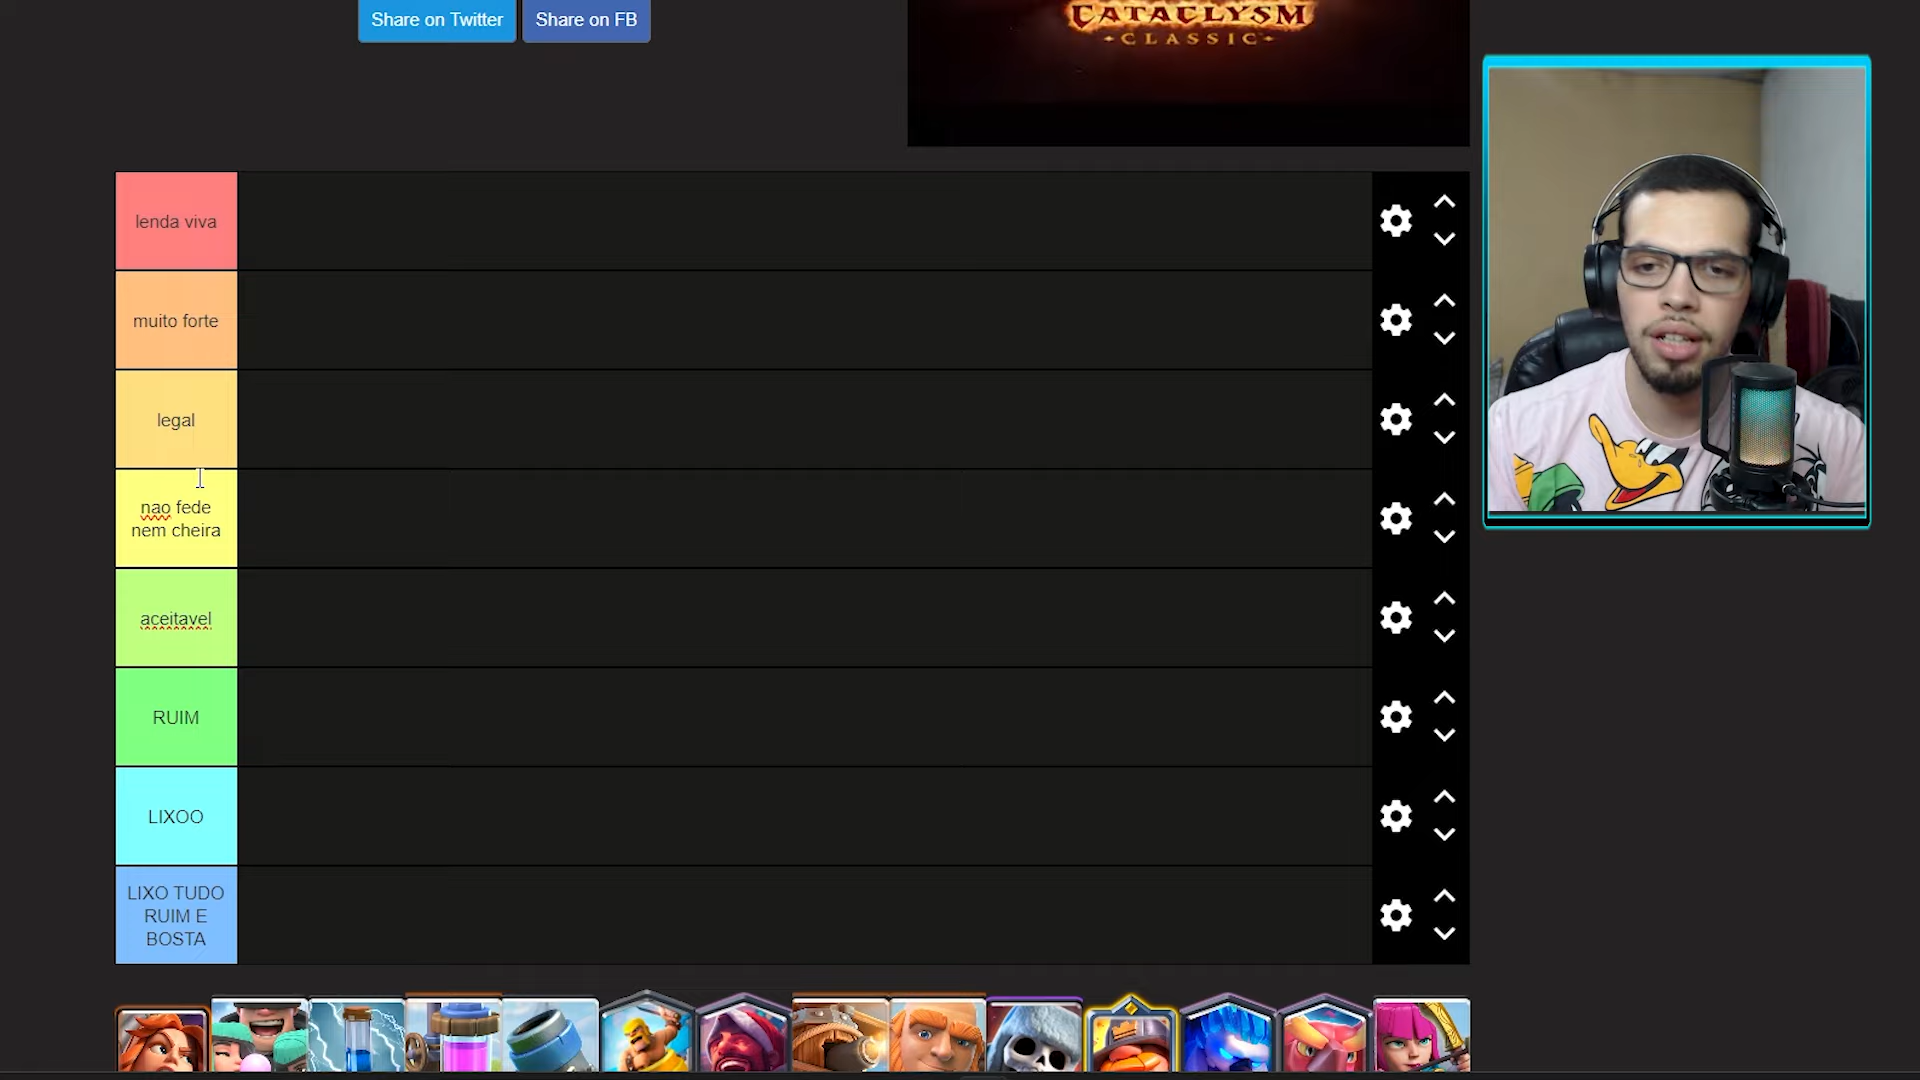 Share on Twitter
Share on FB
CATACLYSM
CLASSIC
lenda viva
muito forte
legal
nao fede
nem cheira
aceitavel
RUIM
LIXOO
LIXO TUDO
RUIM E
BOSTA